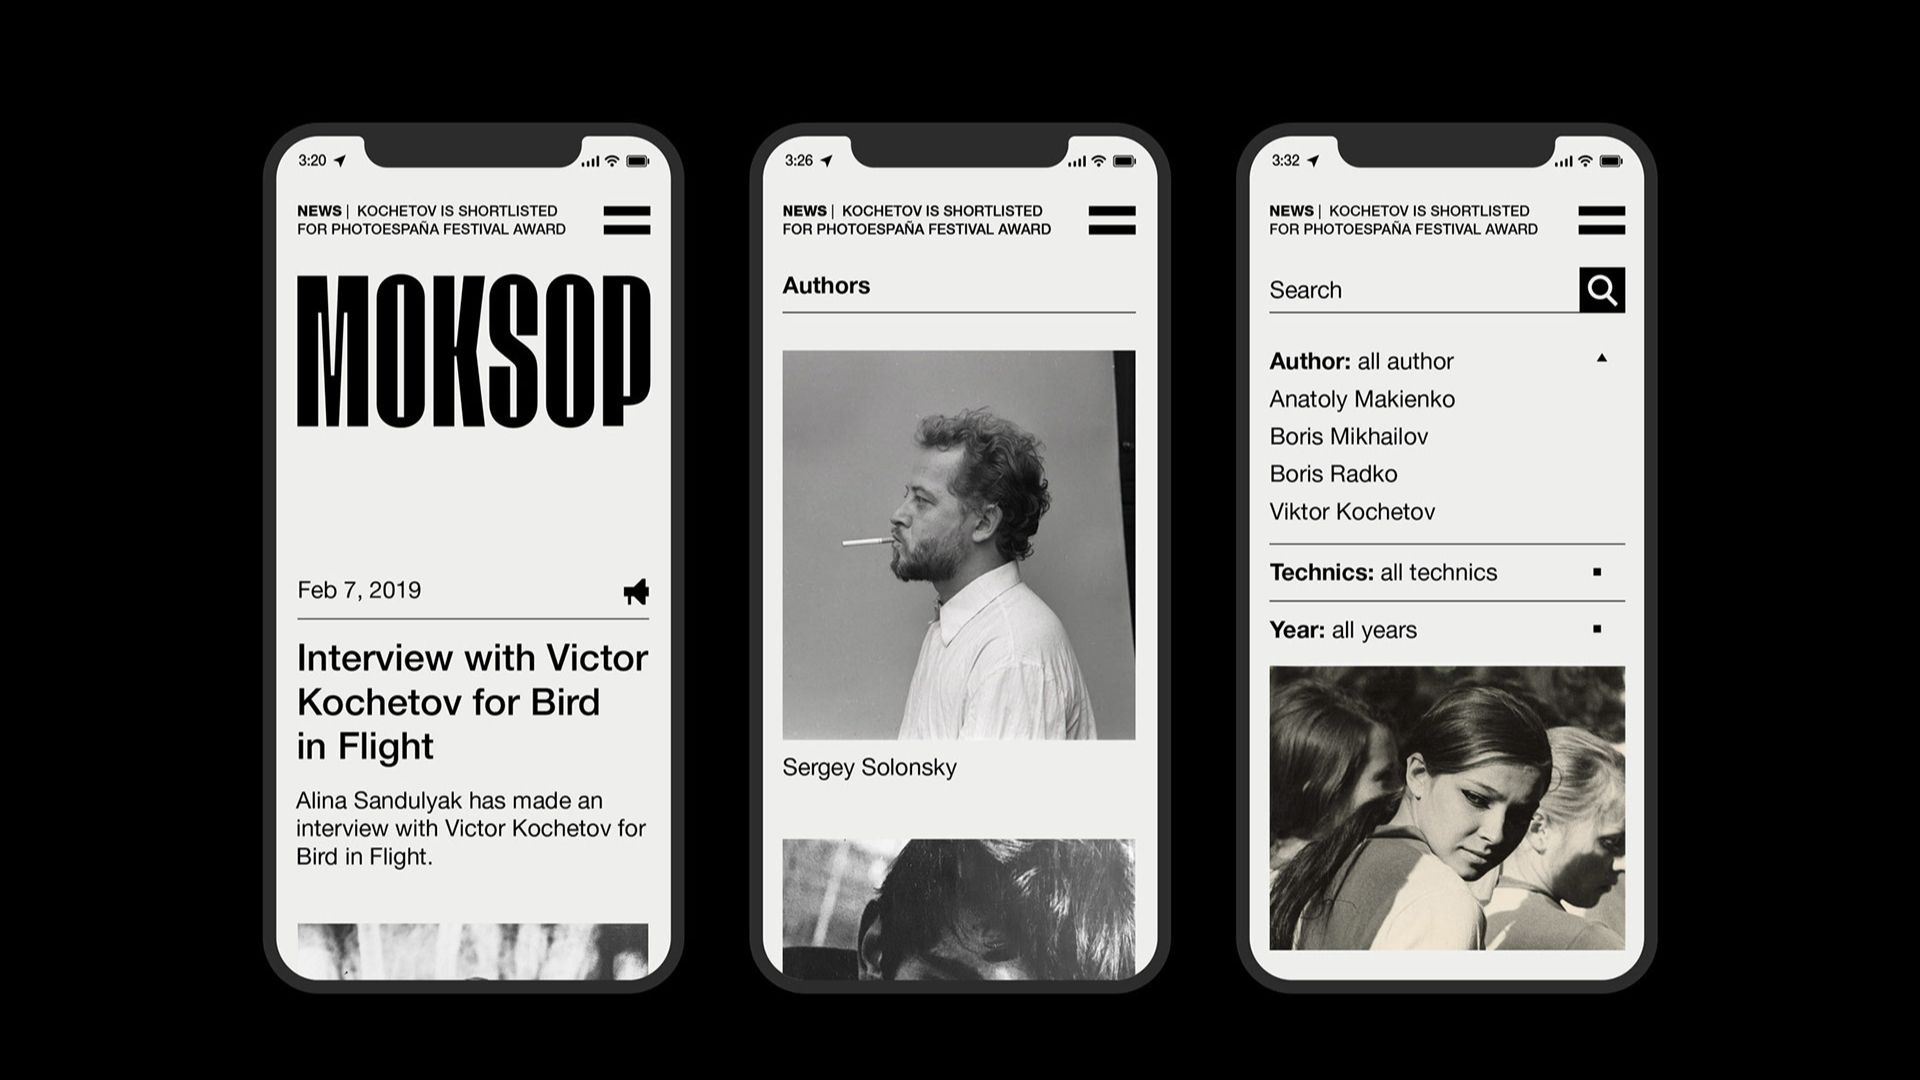 3:20
NEWS | KOCHETOV IS SHORTLISTED
FOR PHOTOESPAÑA FESTIVAL AWARD
MOKSOP
Feb 7, 2019
Interview with Victor
Kochetov for Bird
in Flight
Alina Sandulyak has made an
interview with Victor Kochetov for
Bird in Flight.
3:26
NEWS | KOCHETOV IS SHORTLISTED
FOR PHOTOESPAÑA FESTIVAL AWARD
Authors
Sergey Solonsky
3:32
NEWS | KOCHETOV IS SHORTLISTED
FOR PHOTOESPAÑA FESTIVAL AWARD
Search
Author: all author
Anatoly Makienko
Boris Mikhailov
Boris Radko
Viktor Kochetov
Technics: all technics
Year: all years